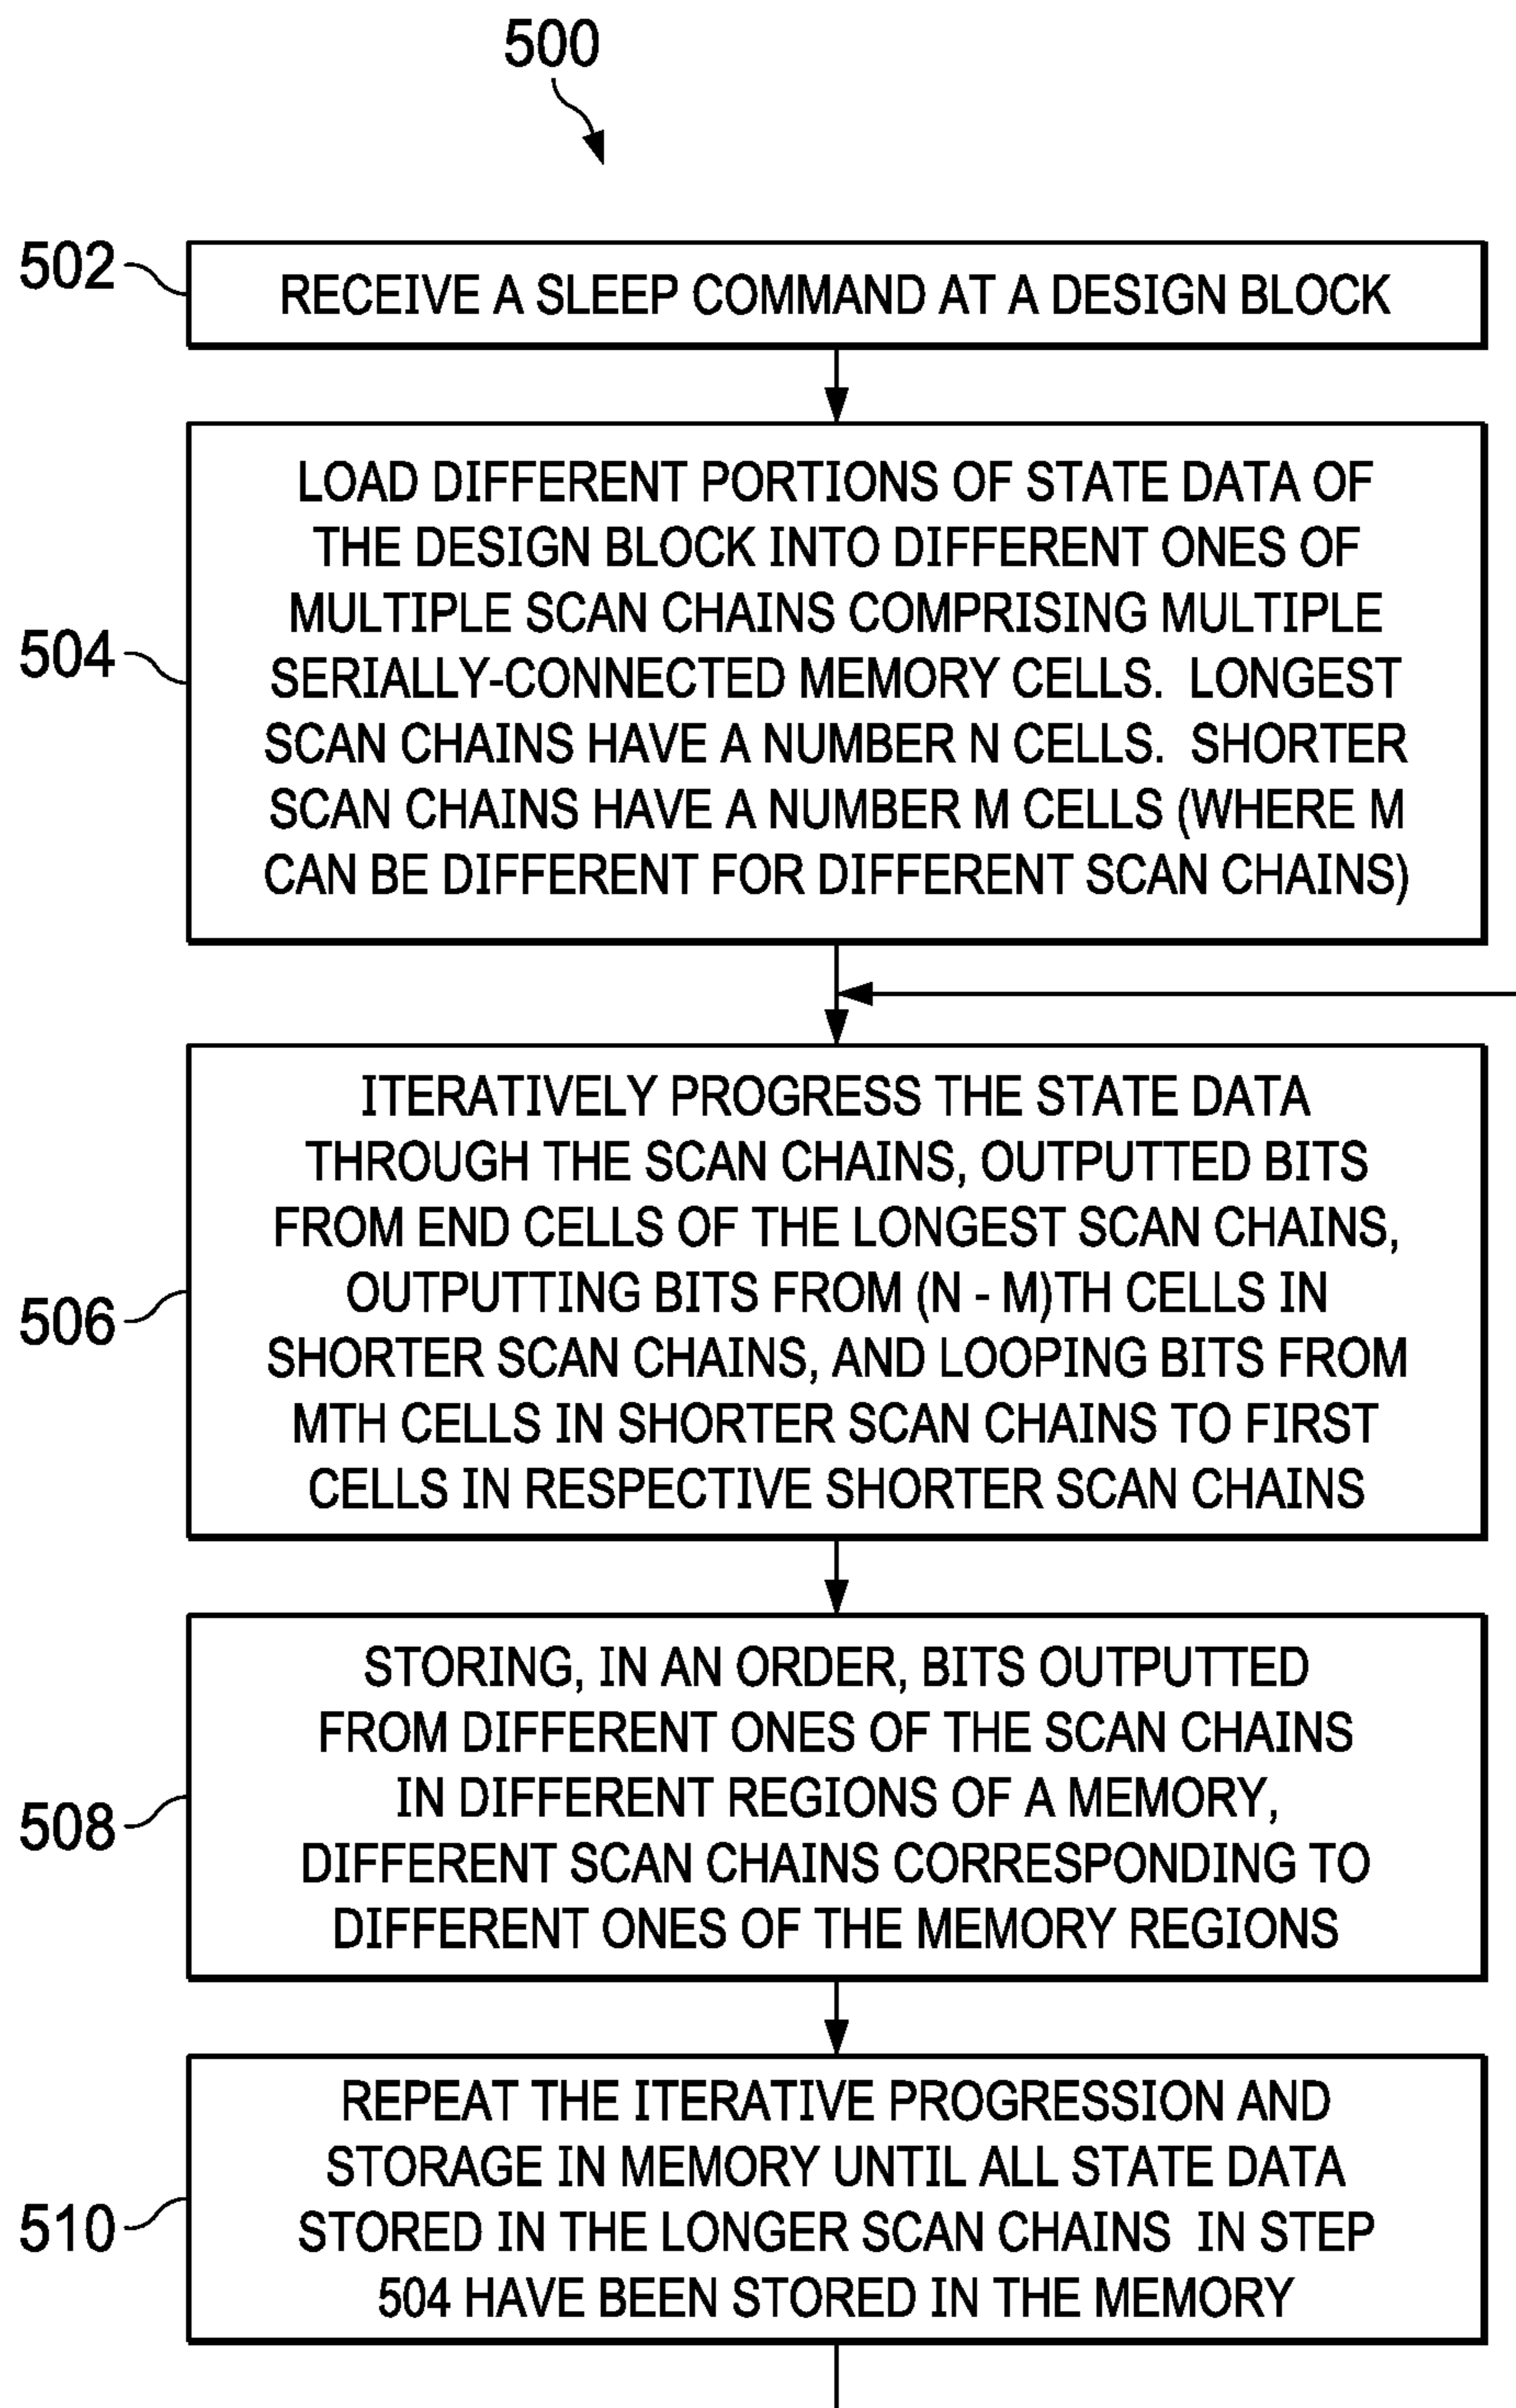 500
502
RECEIVE A SLEEP COMMAND AT A DESIGN BLOCK
504
LOAD DIFFERENT PORTIONS OF STATE DATA OF
THE DESIGN BLOCK INTO DIFFERENT ONES OF
MULTIPLE SCAN CHAINS COMPRISING MULTIPLE
SERIALLY-CONNECTED MEMORY CELLS. LONGEST
SCAN CHAINS HAVE A NUMBER N CELLS. SHORTER
SCAN CHAINS HAVE A NUMBER M CELLS (WHERE M
CAN BE DIFFERENT FOR DIFFERENT SCAN CHAINS)
506
ITERATIVELY PROGRESS THE STATE DATA
THROUGH THE SCAN CHAINS, OUTPUTTED BITS
FROM END CELLS OF THE LONGEST SCAN CHAINS,
OUTPUTTING BITS FROM (N - M)TH CELLS IN
SHORTER SCAN CHAINS, AND LOOPING BITS FROM
MTH CELLS IN SHORTER SCAN CHAINS TO FIRST
CELLS IN RESPECTIVE SHORTER SCAN CHAINS
508
STORING, IN AN ORDER, BITS OUTPUTTED
FROM DIFFERENT ONES OF THE SCAN CHAINS
IN DIFFERENT REGIONS OF A MEMORY,
DIFFERENT SCAN CHAINS CORRESPONDING TO
DIFFERENT ONES OF THE MEMORY REGIONS
510
REPEAT THE ITERATIVE PROGRESSION AND
STORAGE IN MEMORY UNTIL ALL STATE DATA
STORED IN THE LONGER SCAN CHAINS IN STEP
504 HAVE BEEN STORED IN THE MEMORY